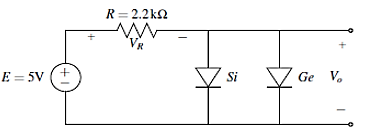 R = 2.2kΩ
+ V_R −
E = 5V
+
−
Si
Ge
+
V_o
−